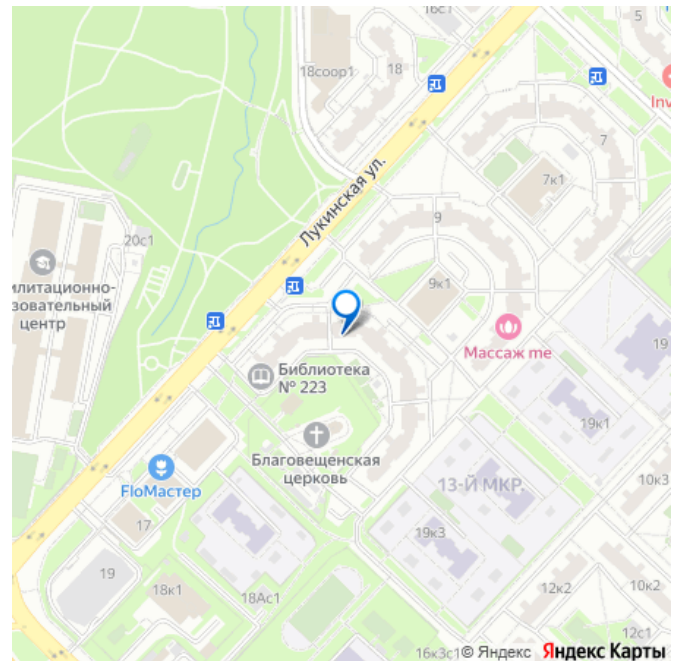 16с1
5
18соор1
18
Inv
7
7к1
Лукинская ул.
9
20с1
илитационно-
зовательный
центр
9к1
Массаж me
19
Библиотека
№ 223
19к1
Благовещенская
церковь
13-Й МКР.
10к3
FloМастер
17
19к3
19
18к1
18Ас1
12к2
10к2
12с1
16к3с1
© Яндекс Яндекс Карты